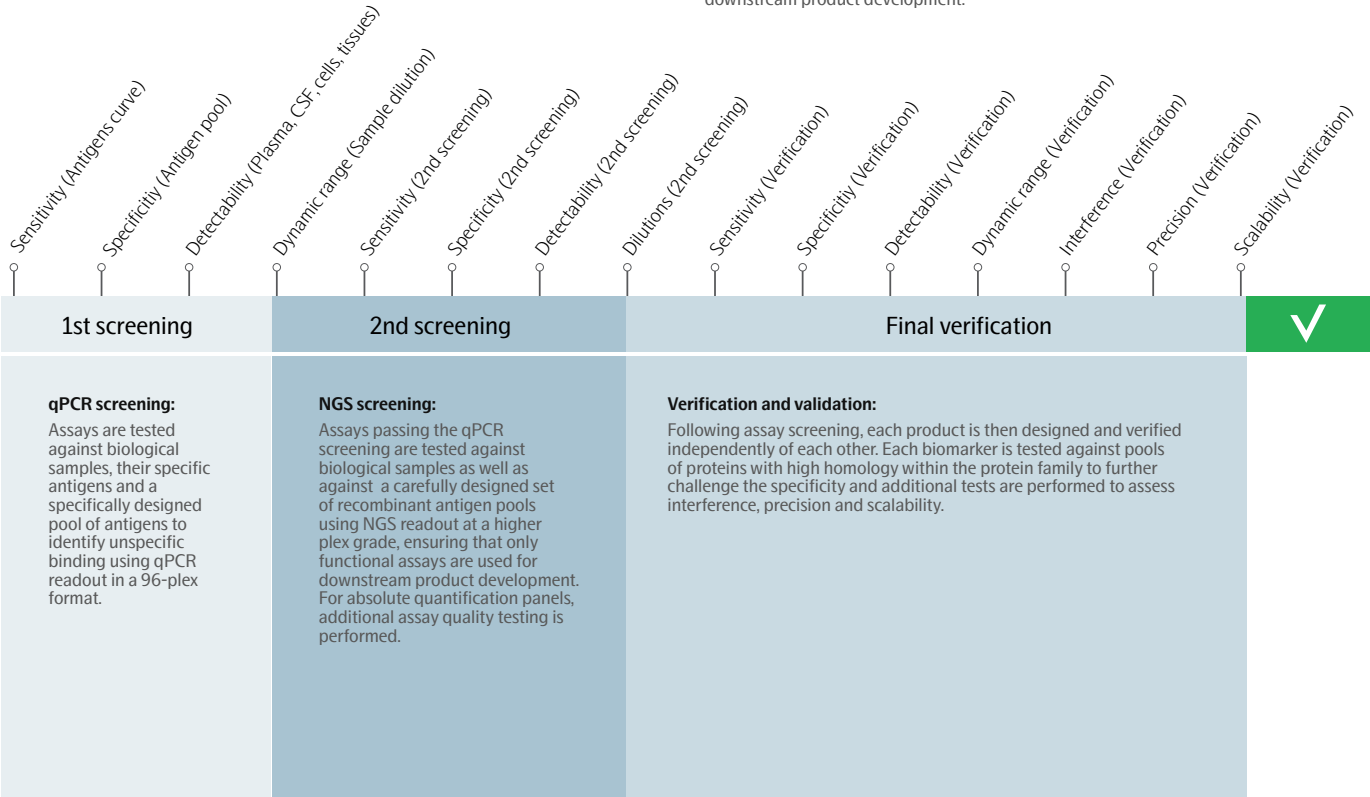 downstream product development.
Sensitivity (Antigens curve)
Specificitiy (Antigen pool)
Detectability (Plasma, CSF, cells, tissues)
Dynamic range (Sample dilution)
Sensitivity (2nd screening)
Specificity (2nd screening)
Detectability (2nd screening)
Dilutions (2nd screening)
Sensitivity (Verification)
Specificitiy (Verification)
Detectability (Verification)
Dynamic range (Verification)
Interference (Verification)
Precision (Verification)
Scalability (Verification)
1st screening
2nd screening
Final verification
qPCR screening:
Assays are tested
against biological
samples, their specific
antigens and a
specifically designed
pool of antigens to
identify unspecific
binding using qPCR
readout in a 96-plex
format.
NGS screening:
Assays passing the qPCR
screening are tested against
biological samples as well as
against a carefully designed set
of recombinant antigen pools
using NGS readout at a higher
plex grade, ensuring that only
functional assays are used for
downstream product development.
For absolute quantification panels,
additional assay quality testing is
performed.
Verification and validation:
Following assay screening, each product is then designed and verified
independently of each other. Each biomarker is tested against pools
of proteins with high homology within the protein family to further
challenge the specificity and additional tests are performed to assess
interference, precision and scalability.